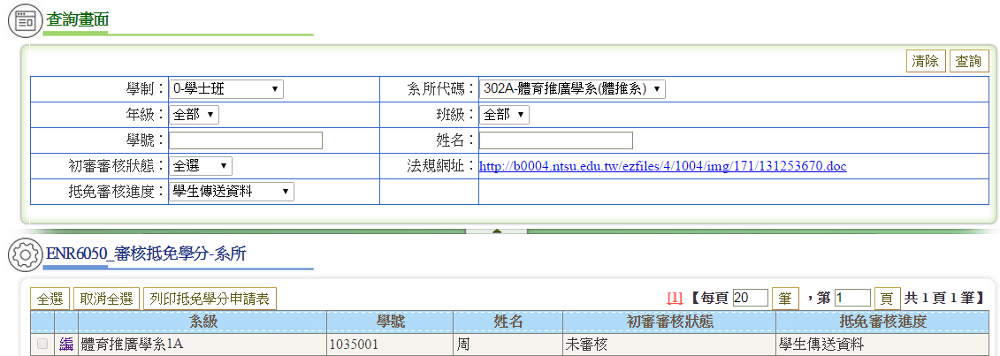 查詢畫面
清除 查詢
學制： 0-學士班 系所代碼： 302A-體育推廣學系(體推系)
年級： 全部 班級： 全部
學號： 姓名：
初審審核狀態： 全選 法規網址： http://b0004.ntsu.edu.tw/ezfiles/4/1004/img/171/131253670.doc
抵免審核進度： 學生傳送資料
ENR6050_審核抵免學分-系所
全選 取消全選 列印抵免學分申請表 [1] 【每頁 20 筆 ，第 1 頁 共 1 頁 1 筆】
系級 學號 姓名 初審審核狀態 抵免審核進度
編 體育推廣學系1A 1035001 周 未審核 學生傳送資料